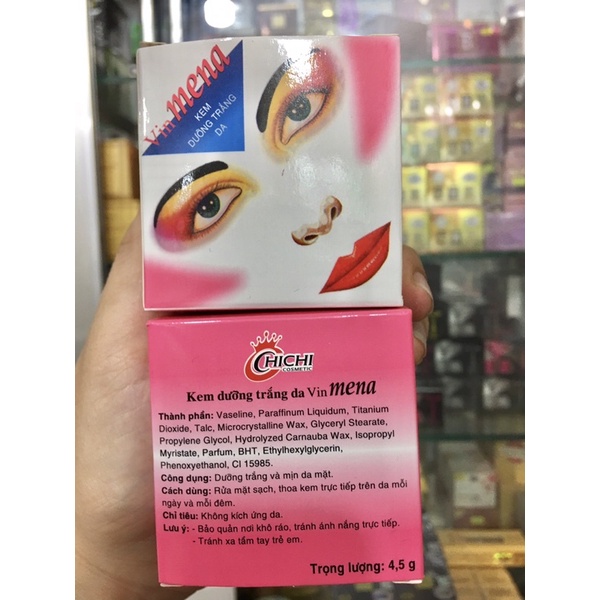 Vin mena
KEM
DƯỠNG TRẮNG
DA
CHICHI
COSMETIC
Kem dưỡng trắng da Vin mena
Thành phần: Vaseline, Paraffinum Liquidum, Titanium
Dioxide, Talc, Microcrystalline Wax, Glyceryl Stearate,
Propylene Glycol, Hydrolyzed Carnauba Wax, Isopropyl
Myristate, Parfum, BHT, Ethylhexylglycerin,
Phenoxyethanol, CI 15985.
Công dụng: Dưỡng trắng và mịn da mặt.
Cách dùng: Rửa mặt sạch, thoa kem trực tiếp trên da mỗi
ngày và mỗi đêm.
Chỉ tiêu: Không kích ứng da.
Lưu ý: - Bảo quản nơi khô ráo, tránh ánh nắng trực tiếp.
- Tránh xa tầm tay trẻ em.
Trọng lượng: 4,5 g